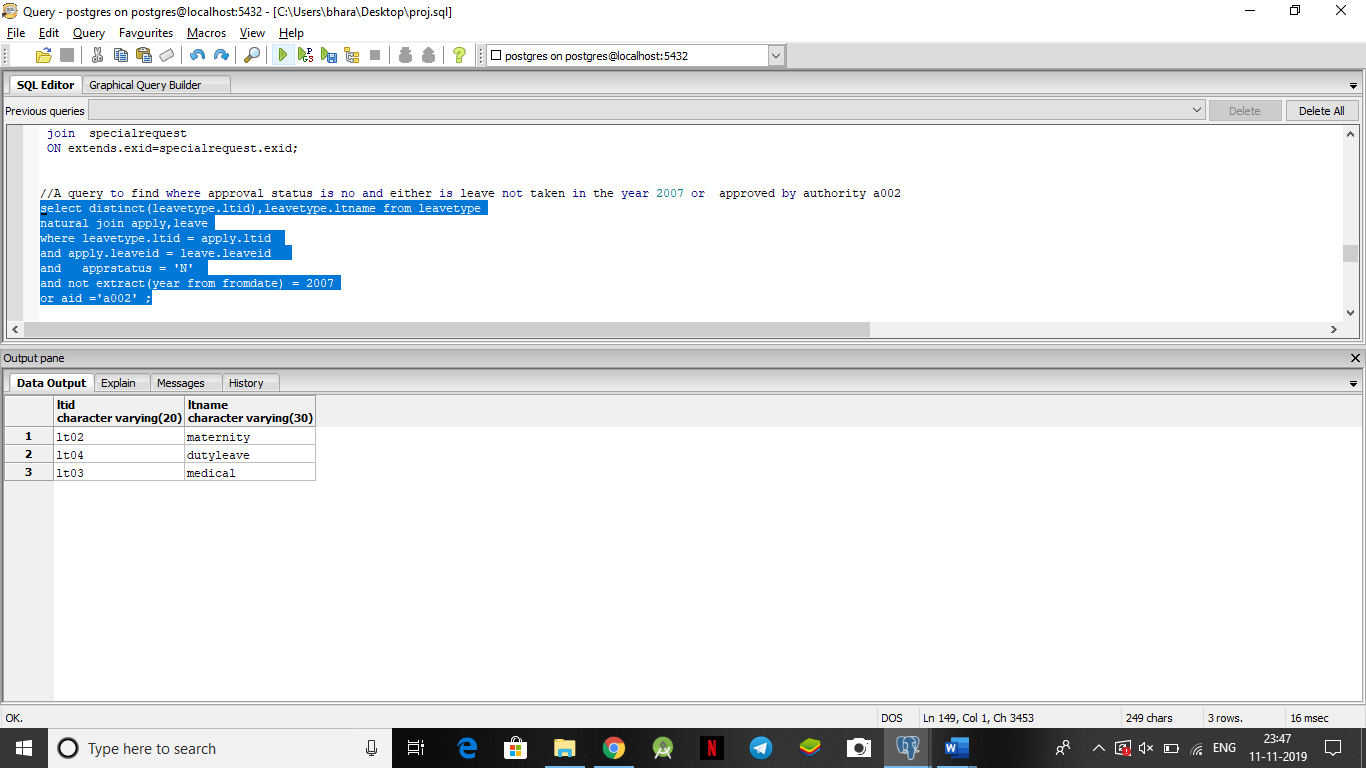 Query - postgres on postgres@localhost:5432 - [C:\Users\bhara\Desktop\proj.sql]
File Edit Query Favourites Macros View Help
postgres on postgres@localhost:5432
SQL Editor Graphical Query Builder
Previous queries Delete Delete All
join specialrequest
ON extends.exid=specialrequest.exid;
//A query to find where approval status is no and either is leave not taken in the year 2007 or approved by authority a002
select distinct(leavetype.ltid),leavetype.ltname from leavetype
natural join apply,leave
where leavetype.ltid = apply.ltid
and apply.leaveid = leave.leaveid
and apprstatus = 'N'
and not extract(year from fromdate) = 2007
or aid ='a002' ;
Output pane
Data Output Explain Messages History
ltid ltname
character varying(20) character varying(30)
1 lt02 maternity
2 lt04 dutyleave
3 lt03 medical
OK. DOS Ln 149, Col 1, Ch 3453 249 chars 3 rows. 16 msec
Type here to search
ENG 23:47
11-11-2019